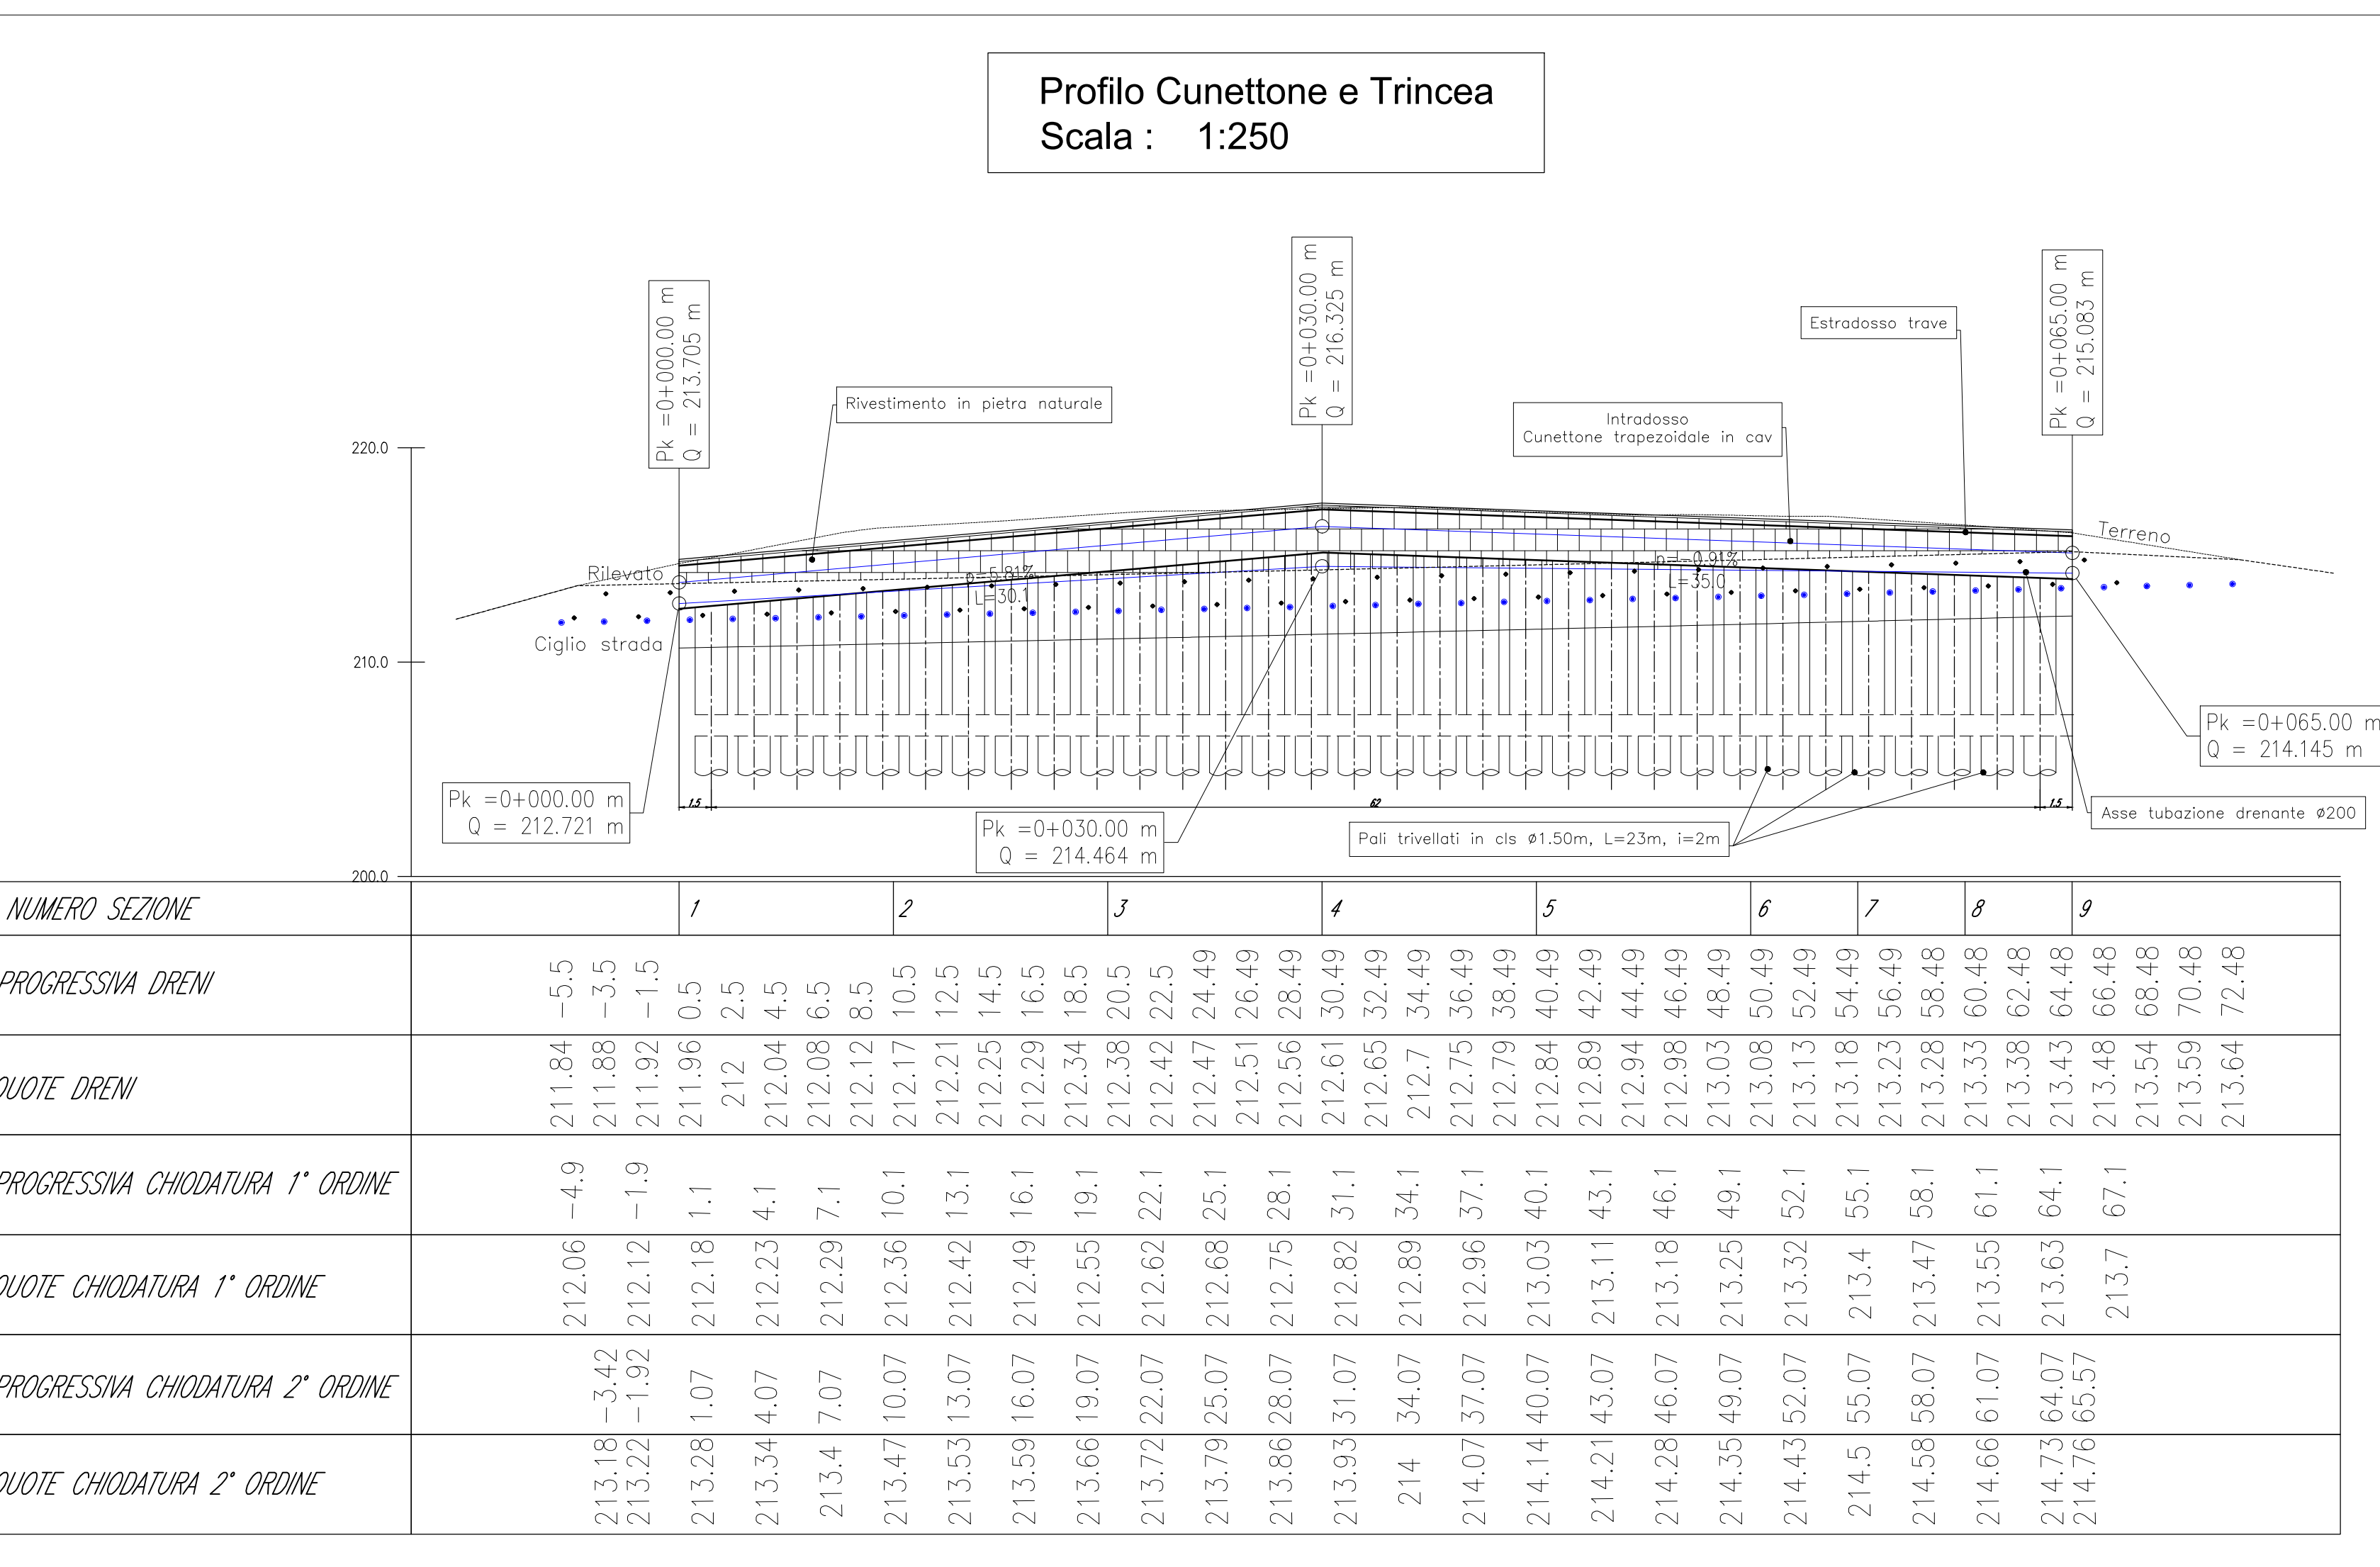 Profilo Cunettone e Trincea
Scala : 1:250
Pk =0+000.00 m
Q = 213.705 m
Pk =0+030.00 m
Q = 216.325 m
Pk =0+065.00 m
Q = 215.083 m
Estradosso trave
Rivestimento in pietra naturale
Intradosso
Cunettone trapezoidale in cav
220.0
210.0
200.0
Terreno
Rilevato
p=5.81%
L=30.1
p=-0.91%
L=35.0
Ciglio strada
Pk =0+065.00 m
Q = 214.145 m
Pk =0+000.00 m
Q = 212.721 m
1.5
62
1.5
Pk =0+030.00 m
Q = 214.464 m
Pali trivellati in cls ø1.50m, L=23m, i=2m
Asse tubazione drenante ø200
NUMERO SEZIONE 1 2 3 4 5 6 7 8 9
PROGRESSIVA DRENI -5.5 -3.5 -1.5 0.5 2.5 4.5 6.5 8.5 10.5 12.5 14.5 16.5 18.5 20.5 22.5 24.49 26.49 28.49 30.49 32.49 34.49 36.49 38.49 40.49 42.49 44.49 46.49 48.49 50.49 52.49 54.49 56.49 58.48 60.48 62.48 64.48 66.48 68.48 70.48 72.48
QUOTE DRENI 211.84 211.88 211.92 211.96 212 212.04 212.08 212.12 212.17 212.21 212.25 212.29 212.34 212.38 212.42 212.47 212.51 212.56 212.61 212.65 212.7 212.75 212.79 212.84 212.89 212.94 212.98 213.03 213.08 213.13 213.18 213.23 213.28 213.33 213.38 213.43 213.48 213.54 213.59 213.64
PROGRESSIVA CHIODATURA 1° ORDINE -4.9 -1.9 1.1 4.1 7.1 10.1 13.1 16.1 19.1 22.1 25.1 28.1 31.1 34.1 37.1 40.1 43.1 46.1 49.1 52.1 55.1 58.1 61.1 64.1 67.1
QUOTE CHIODATURA 1° ORDINE 212.06 212.12 212.18 212.23 212.29 212.36 212.42 212.49 212.55 212.62 212.68 212.75 212.82 212.89 212.96 213.03 213.11 213.18 213.25 213.32 213.4 213.47 213.55 213.63 213.7
PROGRESSIVA CHIODATURA 2° ORDINE -3.42 -1.92 1.07 4.07 7.07 10.07 13.07 16.07 19.07 22.07 25.07 28.07 31.07 34.07 37.07 40.07 43.07 46.07 49.07 52.07 55.07 58.07 61.07 64.07 65.57
QUOTE CHIODATURA 2° ORDINE 213.18 213.22 213.28 213.34 213.4 213.47 213.53 213.59 213.66 213.72 213.79 213.86 213.93 214 214.07 214.14 214.21 214.28 214.35 214.43 214.5 214.58 214.66 214.73 214.76